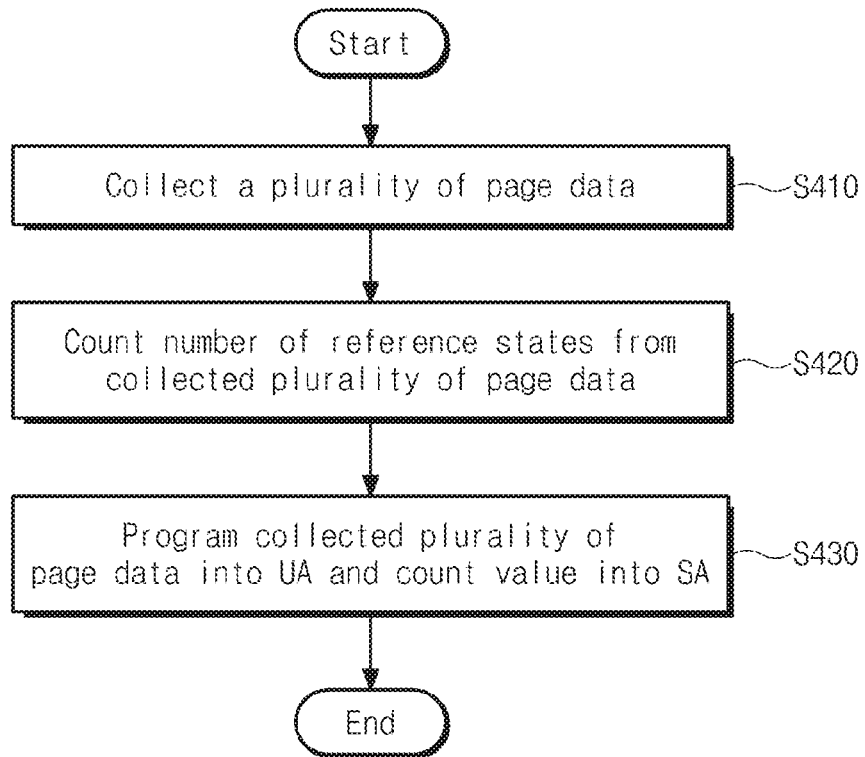 Start
Collect a plurality of page data
S410
Count number of reference states from
collected plurality of page data
S420
Program collected plurality of
page data into UA and count value into SA
S430
End